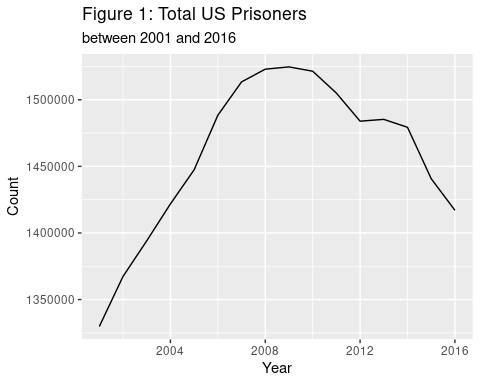 Figure 1: Total US Prisoners
between 2001 and 2016
1500000
1450000
1400000
1350000
Count
2004 2008 2012 2016
Year